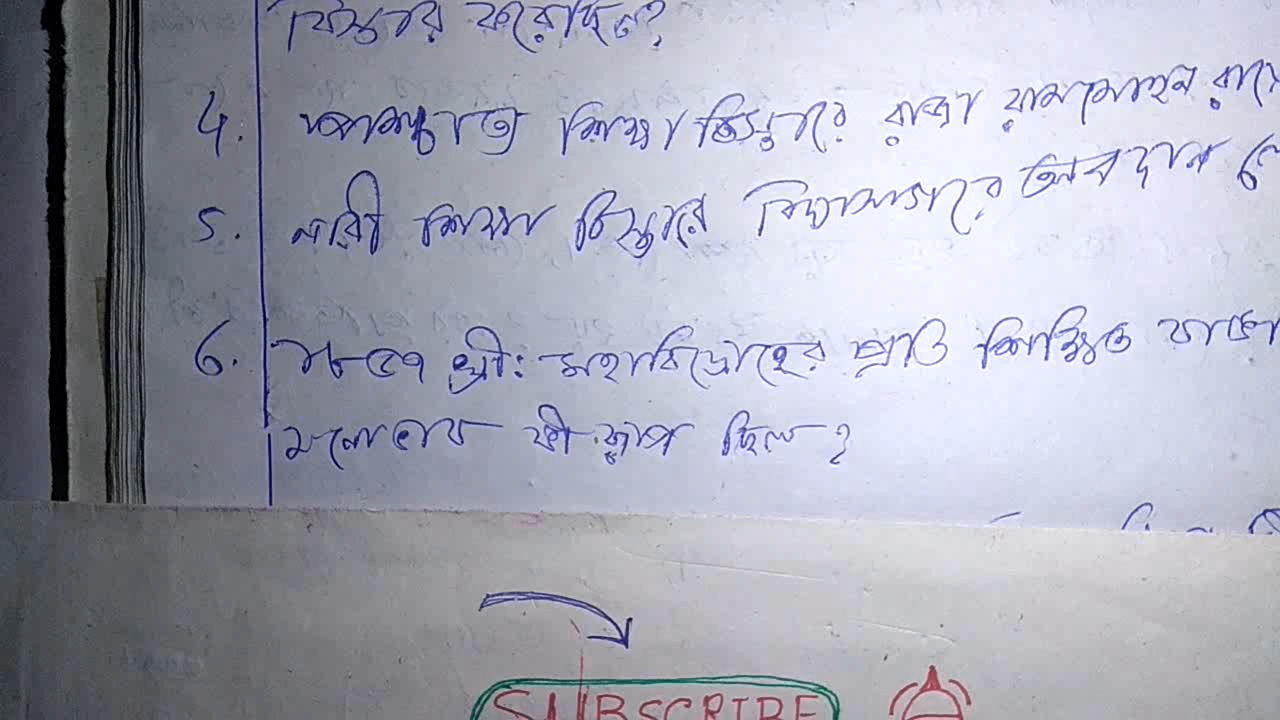 বিস্তার করেছিল?
4. পাশ্চাত্য শিক্ষা বিস্তারে রাজা রামমোহন রায়ে
5. নারী শিক্ষা বিস্তারে বিদ্যাসাগরের অবদান লে
6. ১৮৫৭ খ্রী: মহাবিদ্রোহের প্রতি শিক্ষিত বাঙা
মনোভাব কীরূপ ছিল?
SUBSCRIBE